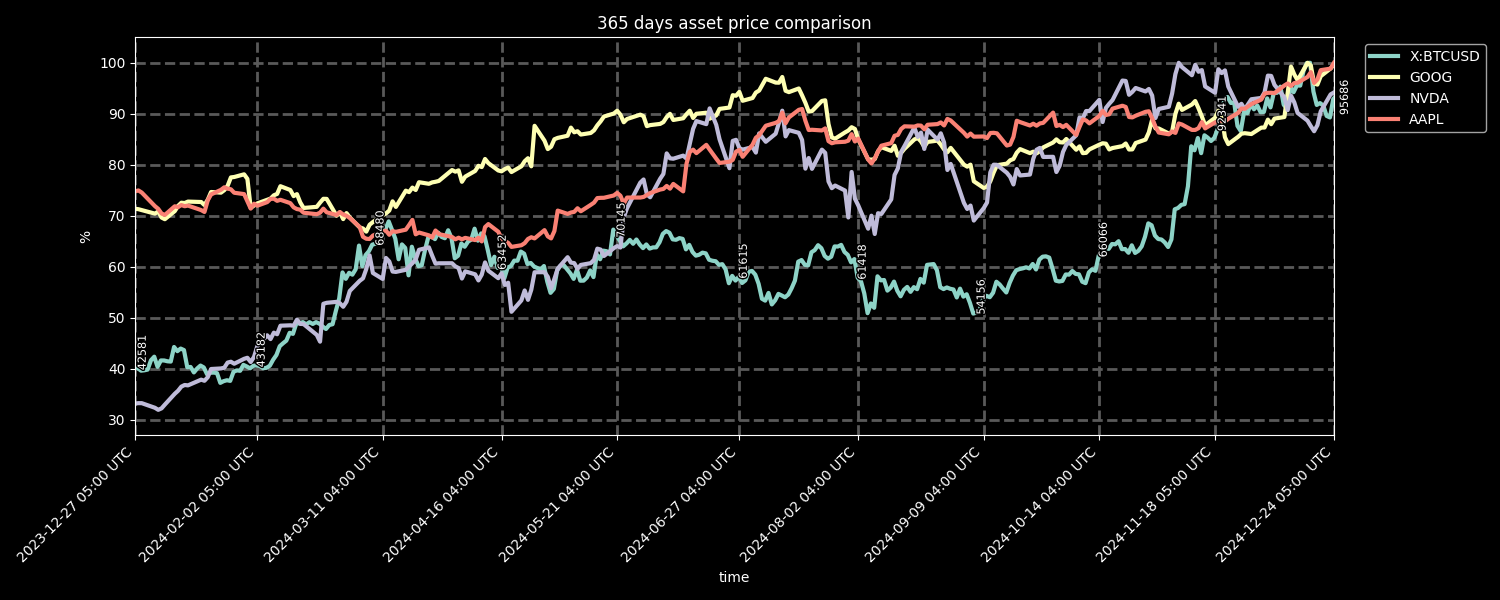 365 days asset price comparison
X:BTCUSD
GOOG
NVDA
AAPL
%
100
90
80
70
60
50
40
30
42581
43182
68480
63452
70145
61615
61418
54156
66066
92341
95686
2023-12-27 05:00 UTC
2024-02-02 05:00 UTC
2024-03-11 04:00 UTC
2024-04-16 04:00 UTC
2024-05-21 04:00 UTC
2024-06-27 04:00 UTC
2024-08-02 04:00 UTC
2024-09-09 04:00 UTC
2024-10-14 04:00 UTC
2024-11-18 05:00 UTC
2024-12-24 05:00 UTC
time